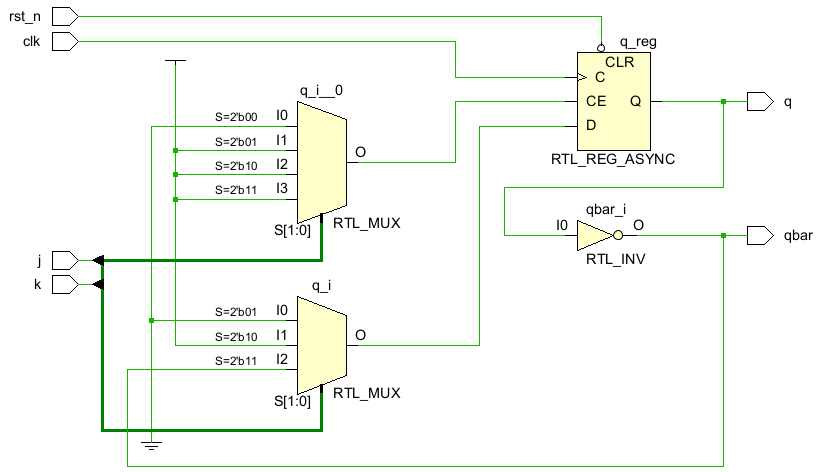 rst_n
clk
q_reg
CLR
C
CE
Q
D
RTL_REG_ASYNC
q
q_i__0
S=2'b00 I0
S=2'b01 I1
S=2'b10 I2
S=2'b11 I3
O
S[1:0]
RTL_MUX
qbar_i
I0
O
RTL_INV
qbar
j
k
q_i
S=2'b01 I0
S=2'b10 I1
S=2'b11 I2
O
S[1:0]
RTL_MUX